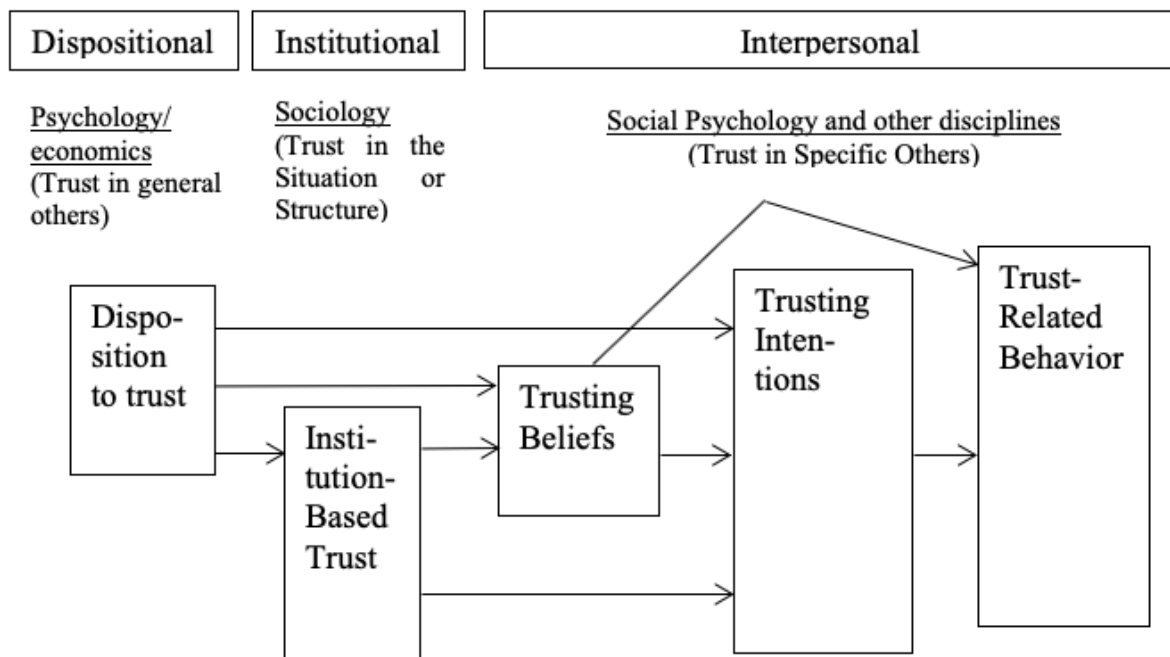 Dispositional
Institutional
Interpersonal
Psychology/
economics
(Trust in general
others)
Sociology
(Trust in the
Situation or
Structure)
Social Psychology and other disciplines
(Trust in Specific Others)
Dispo-
sition
to trust
Insti-
tution-
Based
Trust
Trusting
Beliefs
Trusting
Inten-
tions
Trust-
Related
Behavior